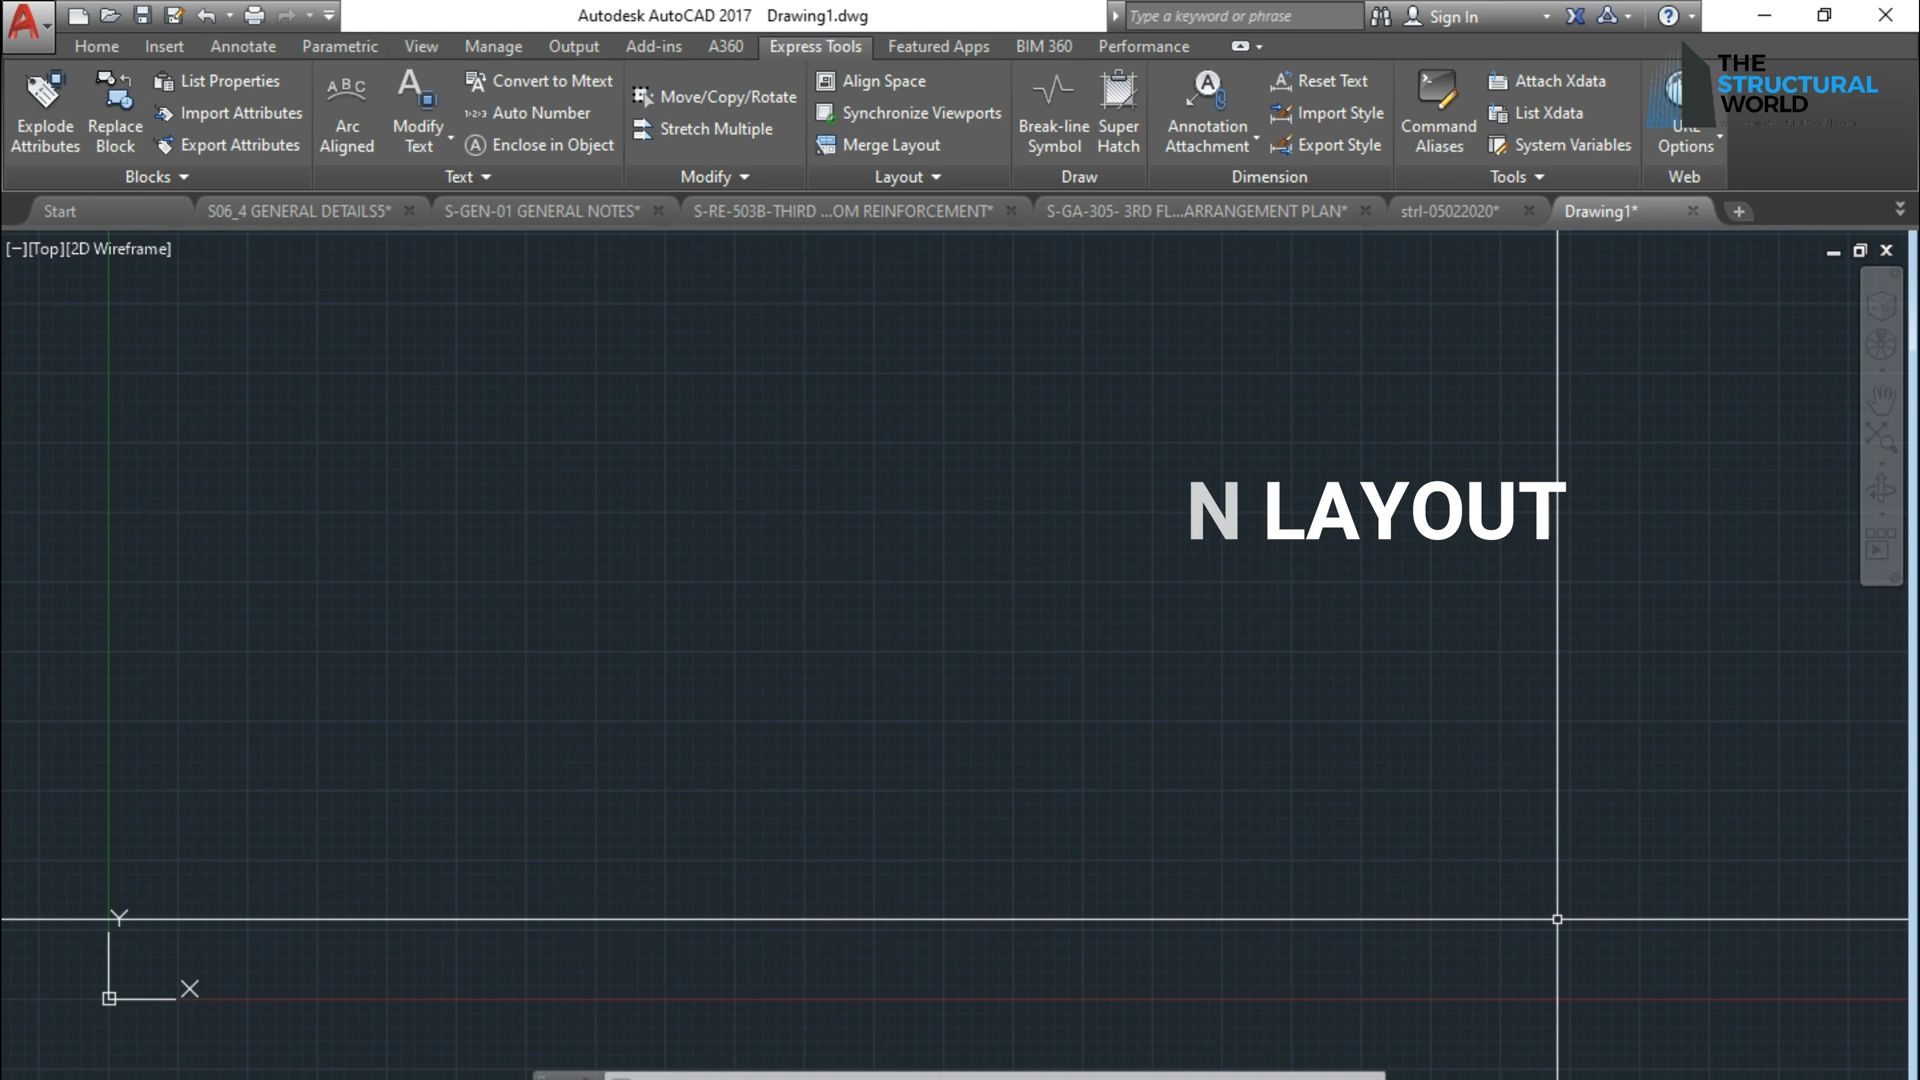 Autodesk AutoCAD 2017 Drawing1.dwg
Type a keyword or phrase
Sign In
Home Insert Annotate Parametric View Manage Output Add-ins A360 Express Tools Featured Apps BIM 360 Performance
Explode Attributes
Replace Block
List Properties
Import Attributes
Export Attributes
Blocks
ABC
Arc Aligned
Modify Text
Convert to Mtext
Auto Number
Enclose in Object
Text
Move/Copy/Rotate
Stretch Multiple
Modify
Align Space
Synchronize Viewports
Merge Layout
Layout
Break-line Symbol
Super Hatch
Draw
Annotation Attachment
Reset Text
Import Style
Export Style
Dimension
Command Aliases
Attach Xdata
List Xdata
System Variables
Tools
URL Options
Web
THE
STRUCTURAL
WORLD
Start
S06_4 GENERAL DETAILS5*
S-GEN-01 GENERAL NOTES*
S-RE-503B-THIRD ...OM REINFORCEMENT*
S-GA-305- 3RD FL...ARRANGEMENT PLAN*
strl-05022020*
Drawing1*
[−][Top][2D Wireframe]
N LAYOUT
Y
X